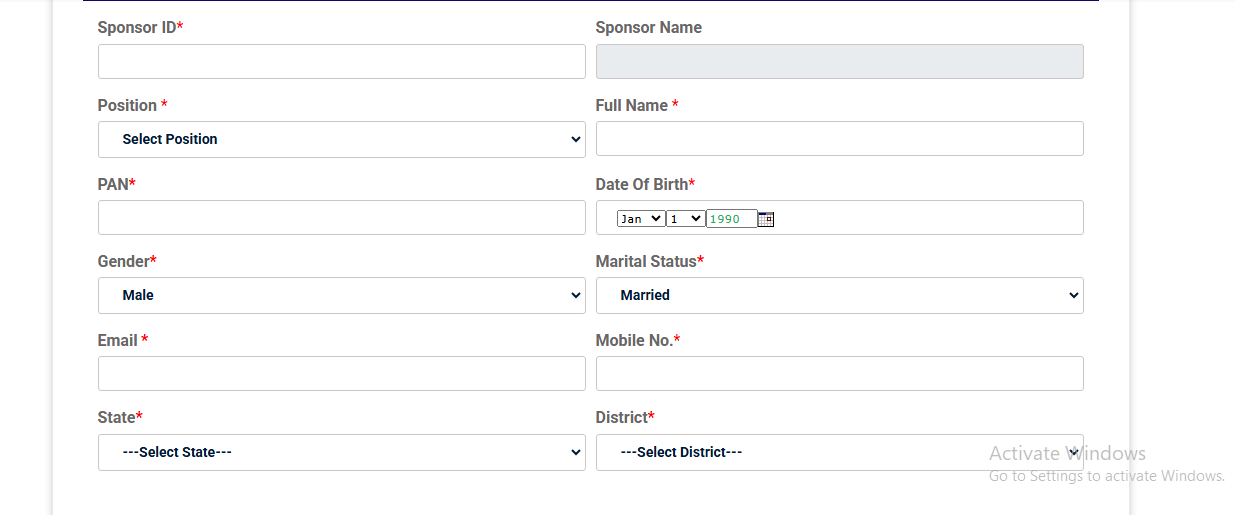 Sponsor ID*
Sponsor Name
Position *
Full Name *
Select Position
PAN*
Date Of Birth*
Jan 1 1990
Gender*
Marital Status*
Male
Married
Email *
Mobile No.*
State*
District*
---Select State---
---Select District---
Activate Windows
Go to Settings to activate Windows.